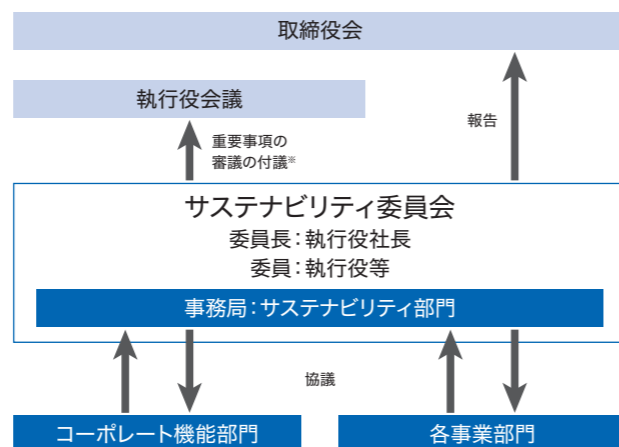 取締役会
執行役会議
報告
重要事項の
審議の付議※
サステナビリティ委員会
委員長：執行役社長
委員：執行役等
事務局：サステナビリティ部門
協議
コーポレート機能部門
各事業部門